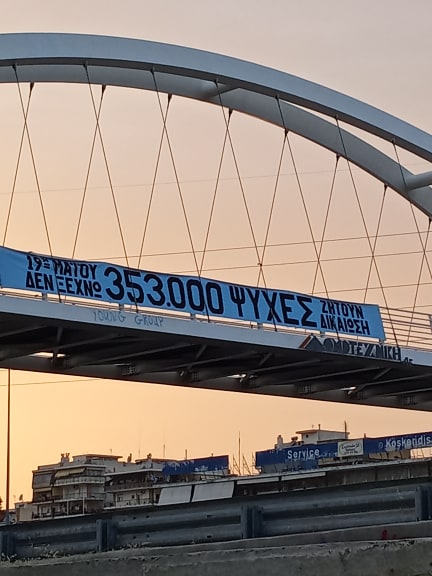 19η ΜΑΪΟΥ
ΔΕΝ ΞΕΧΝΩ
353.000 ΨΥΧΕΣ
ΖΗΤΟΥΝ
ΔΙΚΑΙΩΣΗ
YOUNG GROUP
Service
Koskeridis